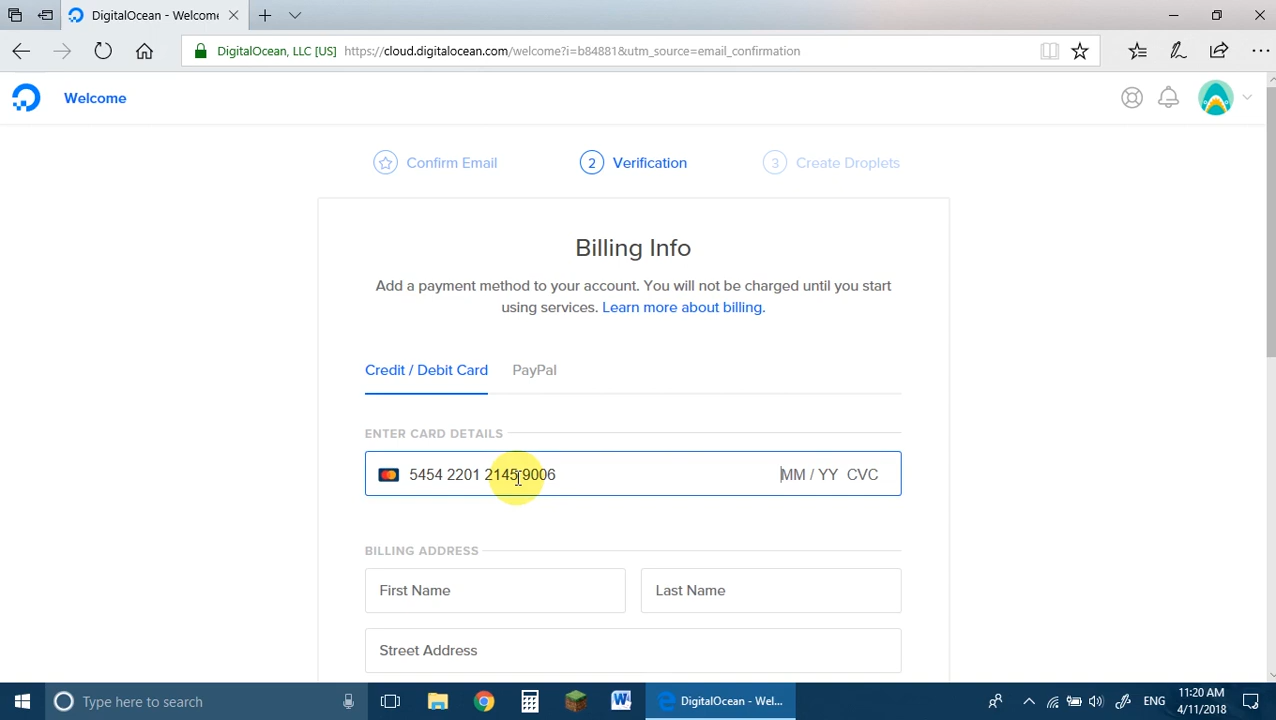 DigitalOcean - Welcome
DigitalOcean, LLC [US] https://cloud.digitalocean.com/welcome?i=b84881&utm_source=email_confirmation
Welcome
Confirm Email 2 Verification 3 Create Droplets
Billing Info
Add a payment method to your account. You will not be charged until you start
using services. Learn more about billing.
Credit / Debit Card PayPal
ENTER CARD DETAILS
5454 2201 2145 9006 MM / YY CVC
BILLING ADDRESS
First Name Last Name
Street Address
Type here to search DigitalOcean - Wel... ENG 11:20 AM
4/11/2018